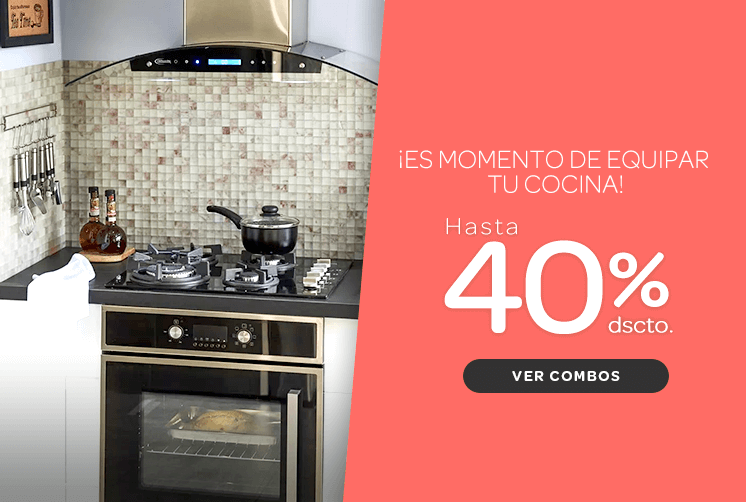 ¡ES MOMENTO DE EQUIPAR
TU COCINA!
Hasta
40%
dscto.
VER COMBOS